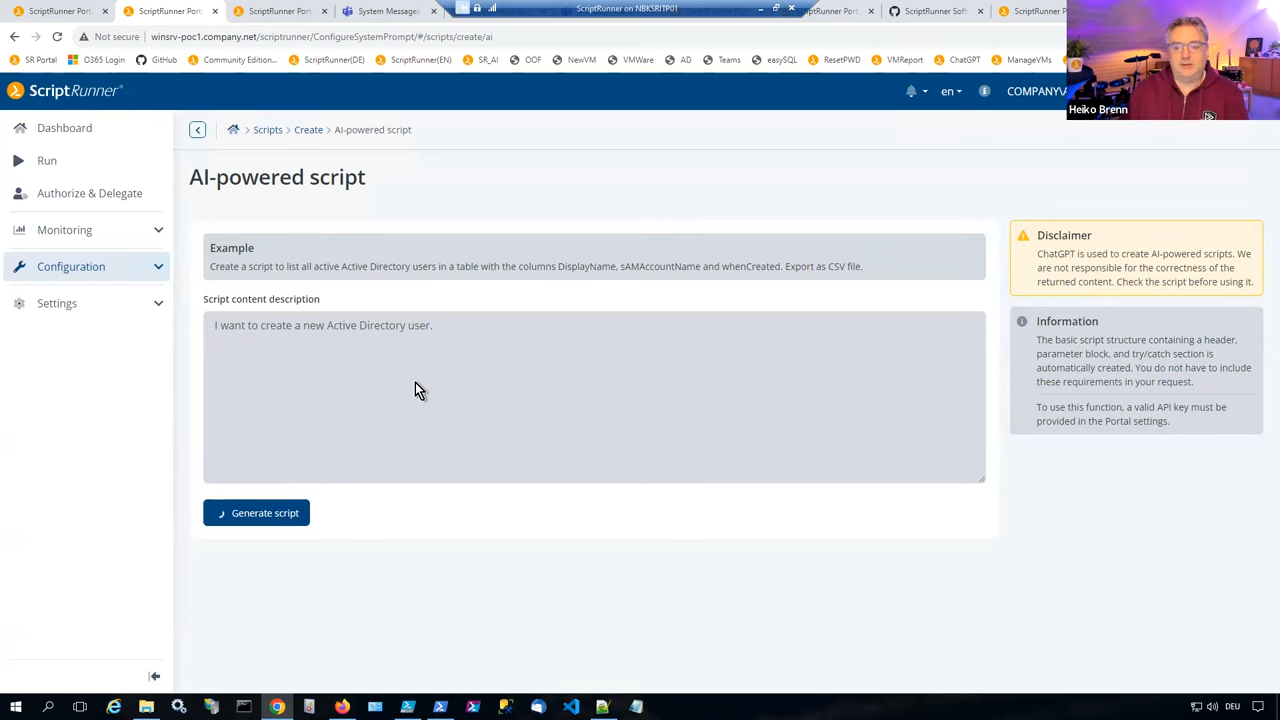 ScriptRunner Port
ScriptRunner Port
ScriptRunner Port
System Messages
ScriptRunner on NBKSRITP01
Runner Port
ScriptRunner Soft
ScriptRunner P
Not secure
winsrv-poc1.company.net/scriptrunner/ConfigureSystemPrompt/#/scripts/create/ai
SR Portal
O365 Login
GitHub
Community Edition...
ScriptRunner(DE)
ScriptRunner(EN)
SR_AI
OOF
NewVM
VMWare
AD
Teams
easySQL
ResetPWD
VMReport
ChatGPT
ManageVMs
Heiko Brenn
ScriptRunner®
en
COMPANY\A
Dashboard
Run
Authorize & Delegate
Monitoring
Configuration
Settings
Scripts
Create
AI-powered script
AI-powered script
Example
Create a script to list all active Active Directory users in a table with the columns DisplayName, sAMAccountName and whenCreated. Export as CSV file.
Script content description
I want to create a new Active Directory user.
Generate script
Disclaimer
ChatGPT is used to create AI-powered scripts. We
are not responsible for the correctness of the
returned content. Check the script before using it.
Information
The basic script structure containing a header,
parameter block, and try/catch section is
automatically created. You do not have to include
these requirements in your request.
To use this function, a valid API key must be
provided in the Portal settings.
DEU